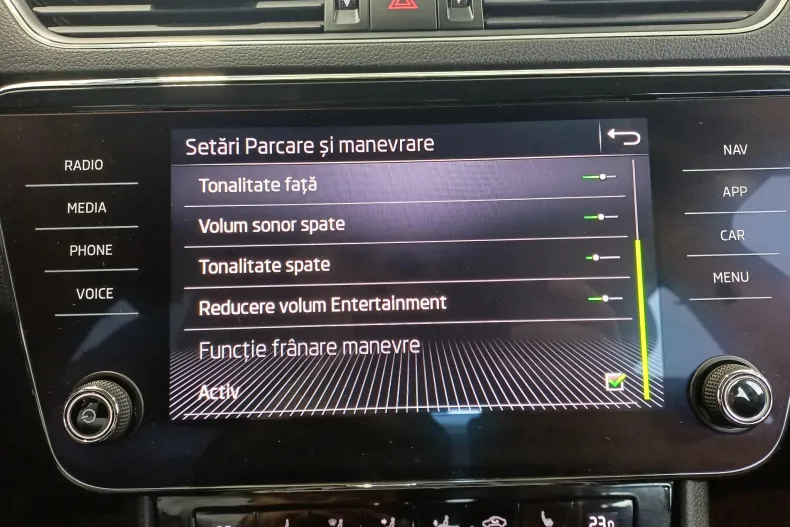 Setări Parcare și manevrare
RADIO
MEDIA
PHONE
VOICE
Tonalitate față
Volum sonor spate
Tonalitate spate
Reducere volum Entertainment
Funcție frânare manevre
Activ
NAV
APP
CAR
MENU